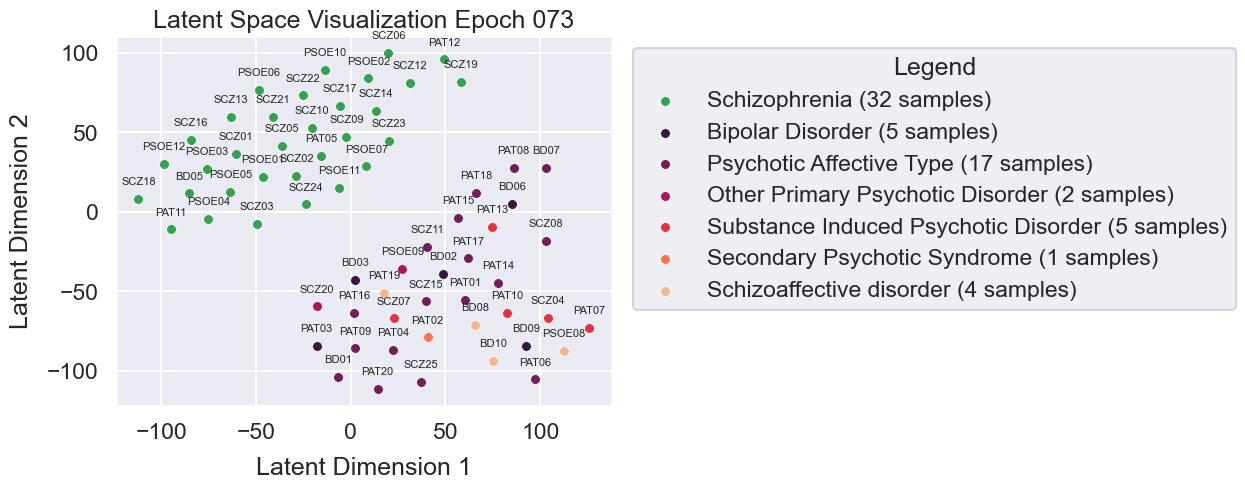 Latent Space Visualization Epoch 073
SCZ06
PAT12
PSOE10
PSOE02
SCZ12
SCZ19
PSOE06
SCZ22
SCZ17
SCZ14
SCZ13
SCZ21
SCZ10
SCZ09
SCZ23
SCZ16
SCZ01
SCZ05
PAT05
PSOE12
PSOE03
PSOE01
SCZ02
PSOE07
SCZ18
BD05
PSOE05
PSOE11
PAT11
PSOE04
SCZ03
SCZ24
PAT08
BD07
PAT18
BD06
PAT15
PAT13
SCZ08
SCZ11
PAT17
PSOE09
BD02
BD03
PAT19
PAT14
SCZ20
PAT16
SCZ07
SCZ15
PAT01
PAT10
SCZ04
PAT07
BD08
PAT03
PAT09
PAT04
PAT02
BD09
PSOE08
BD10
BD01
PAT20
SCZ25
PAT06
100
50
0
−50
−100
Latent Dimension 2
−100
−50
0
50
100
Latent Dimension 1
Legend
Schizophrenia (32 samples)
Bipolar Disorder (5 samples)
Psychotic Affective Type (17 samples)
Other Primary Psychotic Disorder (2 samples)
Substance Induced Psychotic Disorder (5 samples)
Secondary Psychotic Syndrome (1 samples)
Schizoaffective disorder (4 samples)